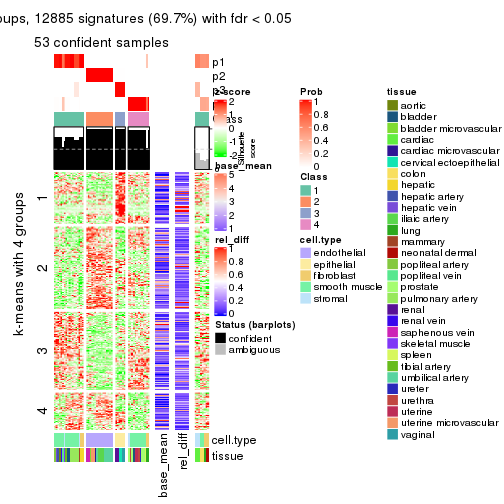 oups, 12885 signatures (69.7%) with fdr < 0.05
53 confident samples
p1
p2
p3
z-score
2
1
0
-1
-2
Silhouette
score
base_mean
5
4
3
2
1
rel_diff
1
0.8
0.6
0.4
0.2
0
Status (barplots)
confident
ambiguous
Prob
1
0.8
0.6
0.4
0.2
0
Class
1
2
3
4
cell.type
endothelial
epithelial
fibroblast
smooth muscle
stromal
tissue
aortic
bladder
bladder microvascular
cardiac
cardiac microvascular
cervical ectoepithelial
colon
hepatic
hepatic artery
hepatic vein
iliac artery
lung
mammary
neonatal dermal
popliteal artery
popliteal vein
prostate
pulmonary artery
renal
renal vein
saphenous vein
skeletal muscle
spleen
tibial artery
umbilical artery
ureter
urethra
uterine
uterine microvascular
vaginal
k-means with 4 groups
1
2
3
4
cell.type
tissue
base_mean
rel_diff